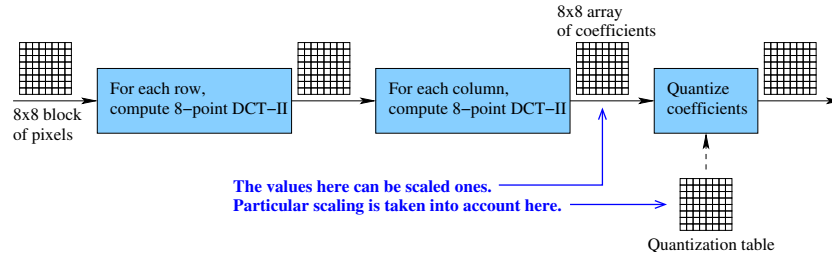 8x8 array
of coefficients
For each row,
compute 8−point DCT−II
For each column,
compute 8−point DCT−II
Quantize
coefficients
8x8 block
of pixels
The values here can be scaled ones.
Particular scaling is taken into account here.
Quantization table